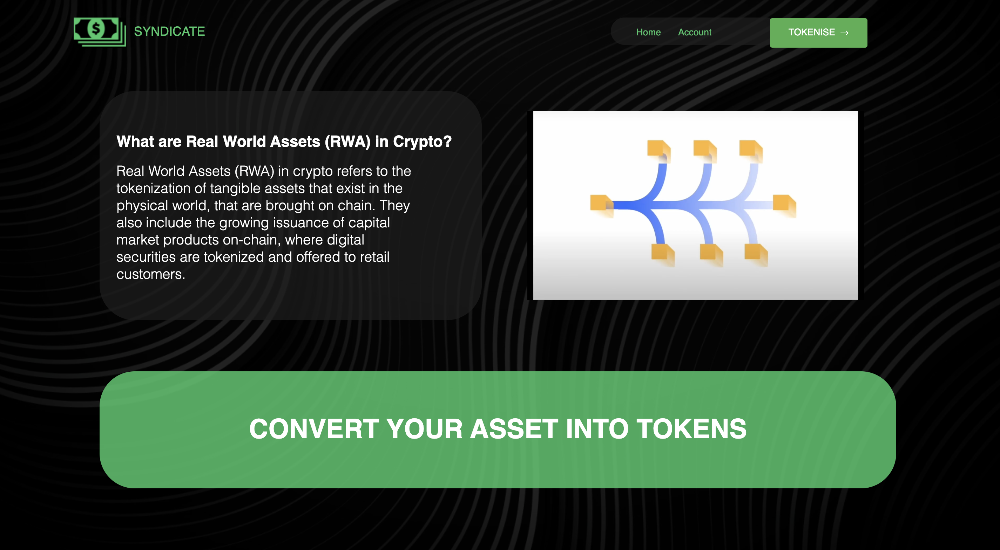 SYNDICATE
Home Account TOKENISE →
What are Real World Assets (RWA) in Crypto?
Real World Assets (RWA) in crypto refers to the
tokenization of tangible assets that exist in the
physical world, that are brought on chain. They
also include the growing issuance of capital
market products on-chain, where digital
securities are tokenized and offered to retail
customers.
CONVERT YOUR ASSET INTO TOKENS